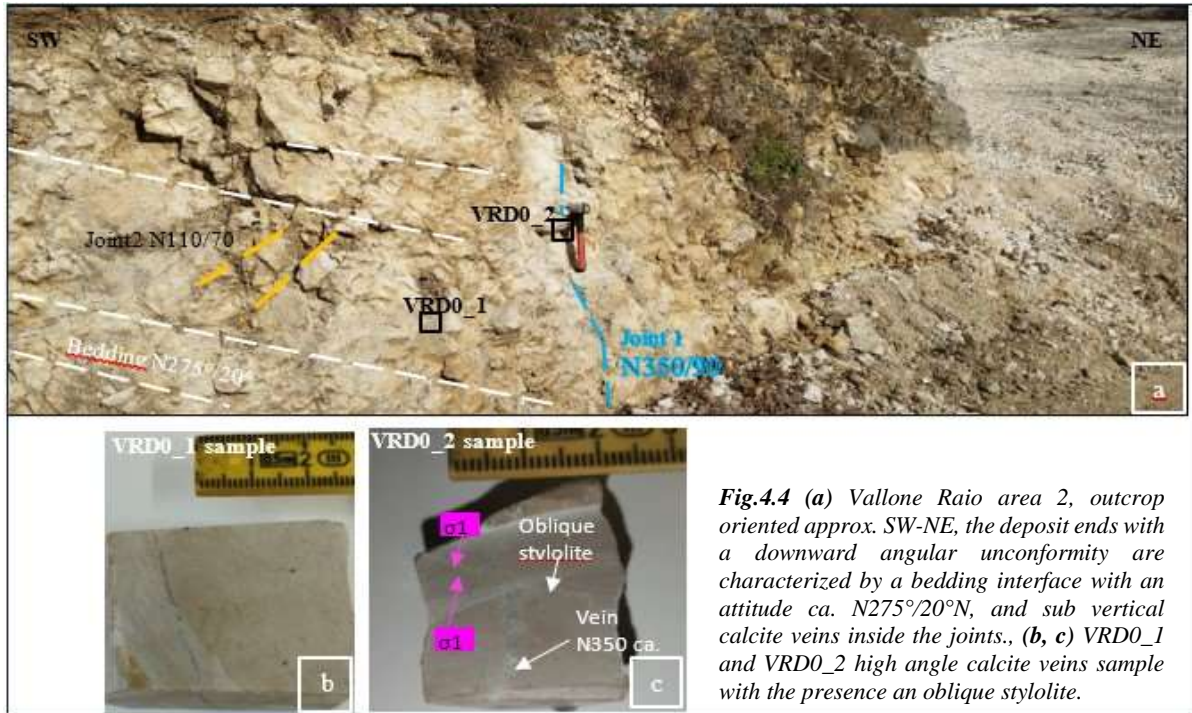 SW
NE
VRD0_2
Joint2 N110/70
VRD0_1
Joint 1
N350/90
Bedding N275°/20°
a
VRD0_1 sample
2
b
VRD0_2 sample
2
σ1
Oblique
stylolite
σ1
Vein
N350 ca.
c
Fig.4.4 (a) Vallone Raio area 2, outcrop
oriented approx. SW-NE, the deposit ends with
a downward angular unconformity are
characterized by a bedding interface with an
attitude ca. N275°/20°N, and sub vertical
calcite veins inside the joints., (b, c) VRD0_1
and VRD0_2 high angle calcite veins sample
with the presence an oblique stylolite.